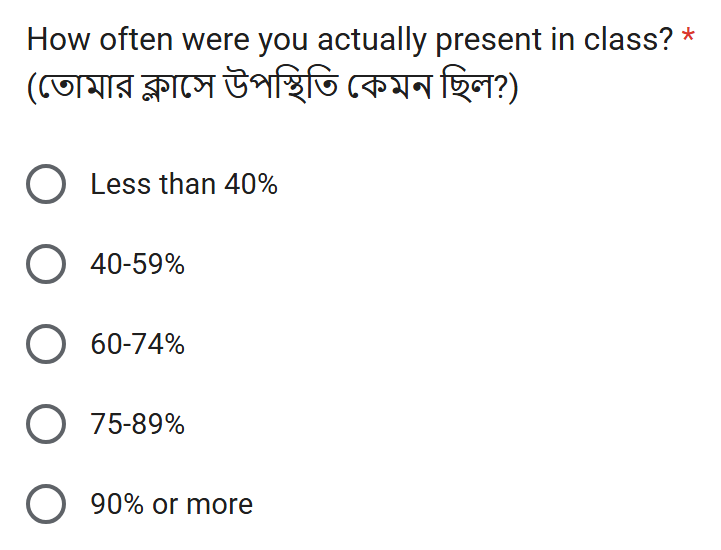 How often were you actually present in class? *
(তোমার ক্লাসে উপস্থিতি কেমন ছিল?)
Less than 40%
40-59%
60-74%
75-89%
90% or more